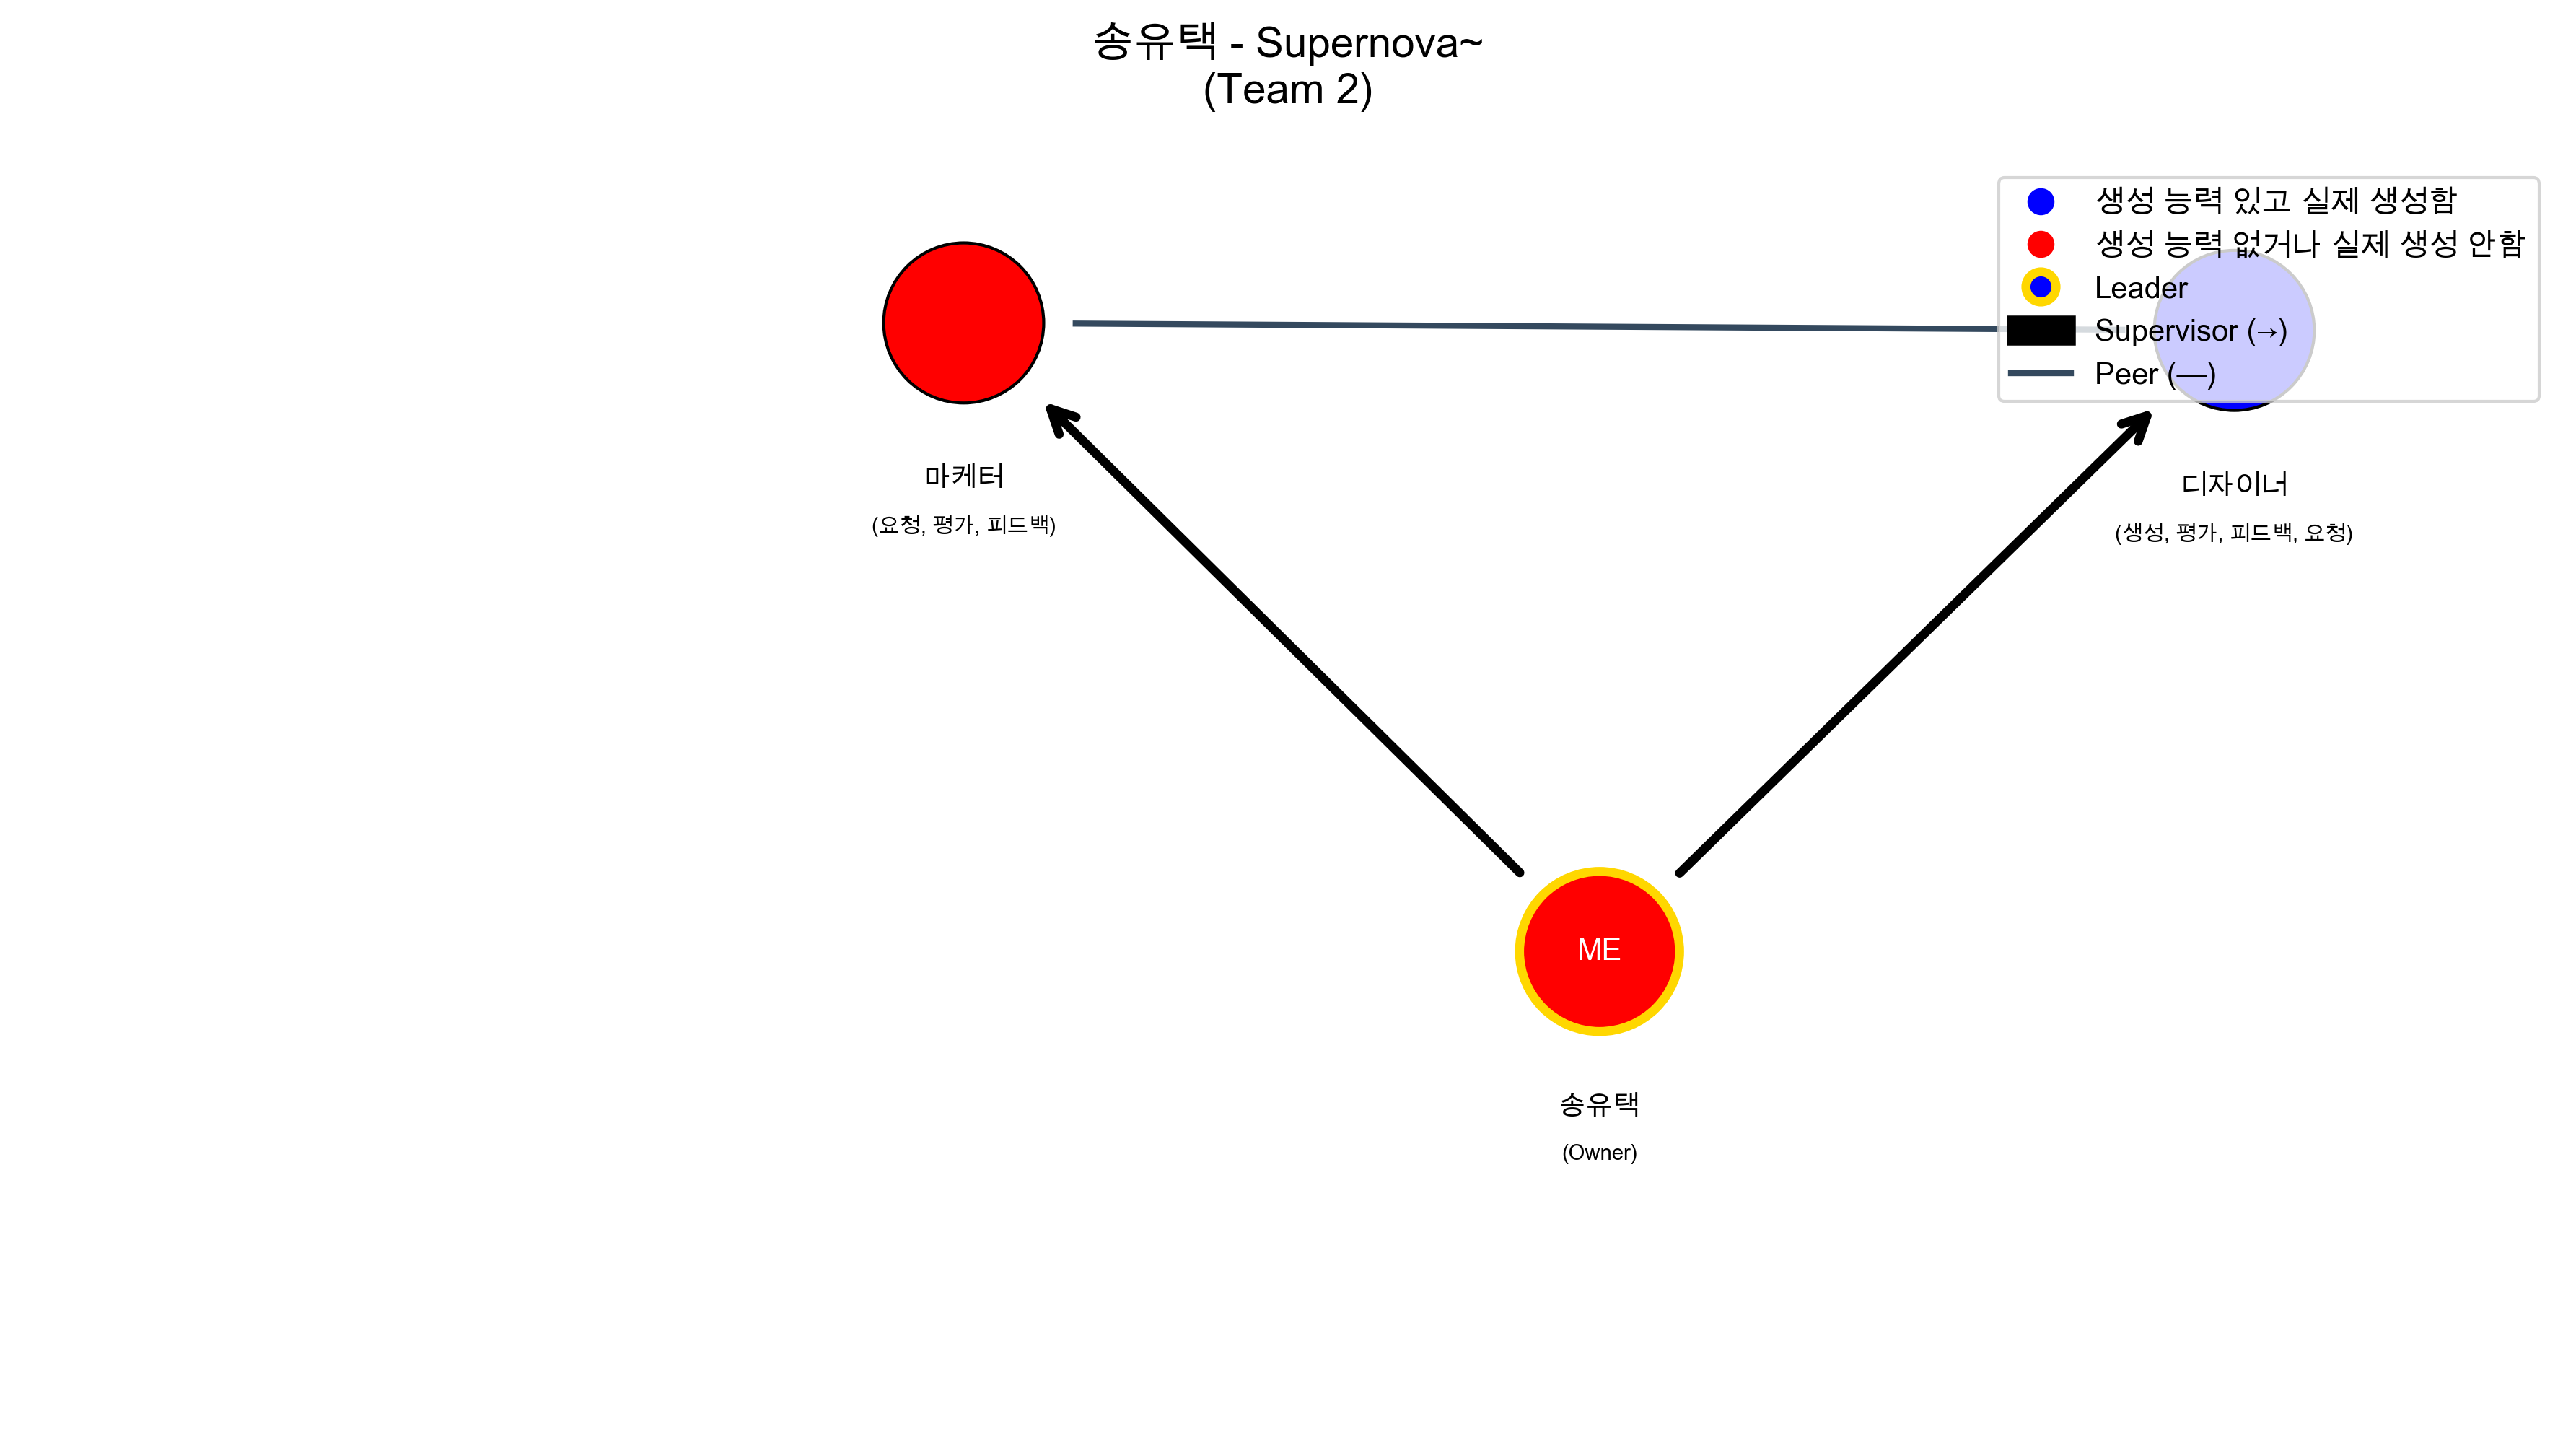 송유택 - Supernova~
(Team 2)
생성 능력 있고 실제 생성함
생성 능력 없거나 실제 생성 안함
Leader
Supervisor (→)
Peer (—)
마케터
(요청, 평가, 피드백)
디자이너
(생성, 평가, 피드백, 요청)
ME
송유택
(Owner)